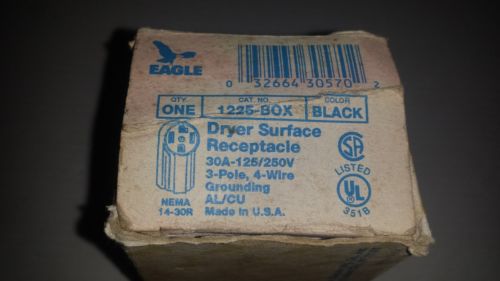 EAGLE
0 32664 30570 2
QTY. CAT. NO. COLOR
ONE 1225-BOX BLACK
Dryer Surface
Receptacle
30A-125/250V
3-Pole, 4-Wire
Grounding
AL/CU
Made in U.S.A.
NEMA
14-30R
SA
LISTED
UL
351B